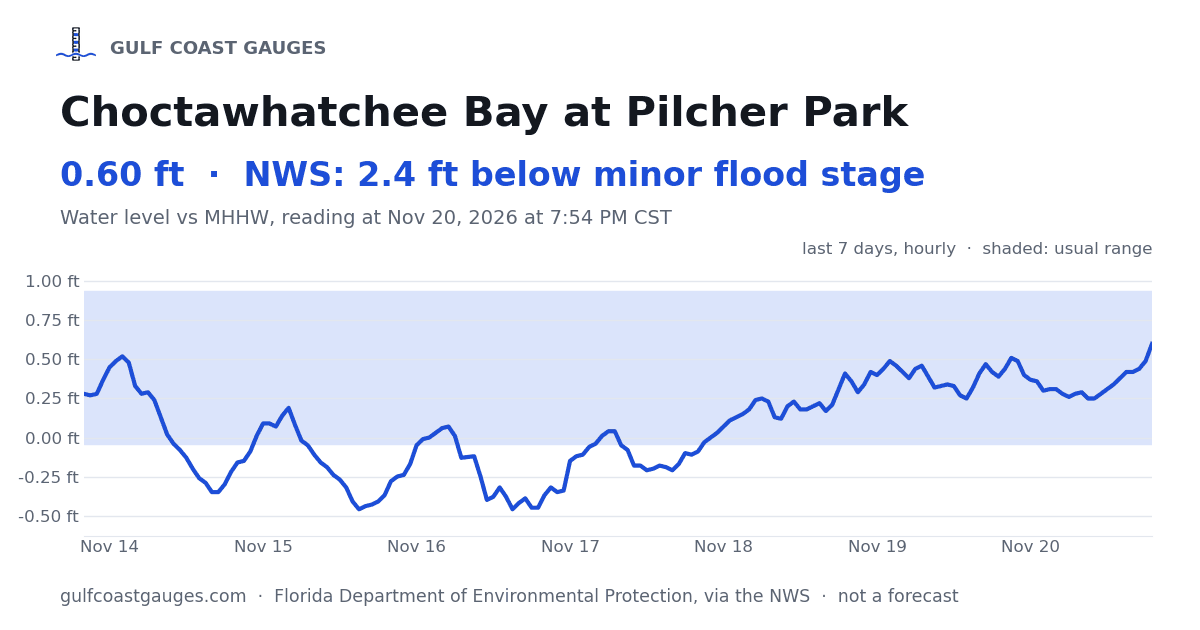 GULF COAST GAUGES
Choctawhatchee Bay at Pilcher Park
0.60 ft · NWS: 2.4 ft below minor flood stage
Water level vs MHHW, reading at Nov 20, 2026 at 7:54 PM CST
last 7 days, hourly · shaded: usual range
1.00 ft
0.75 ft
0.50 ft
0.25 ft
0.00 ft
-0.25 ft
-0.50 ft
Nov 14 Nov 15 Nov 16 Nov 17 Nov 18 Nov 19 Nov 20
gulfcoastgauges.com · Florida Department of Environmental Protection, via the NWS · not a forecast